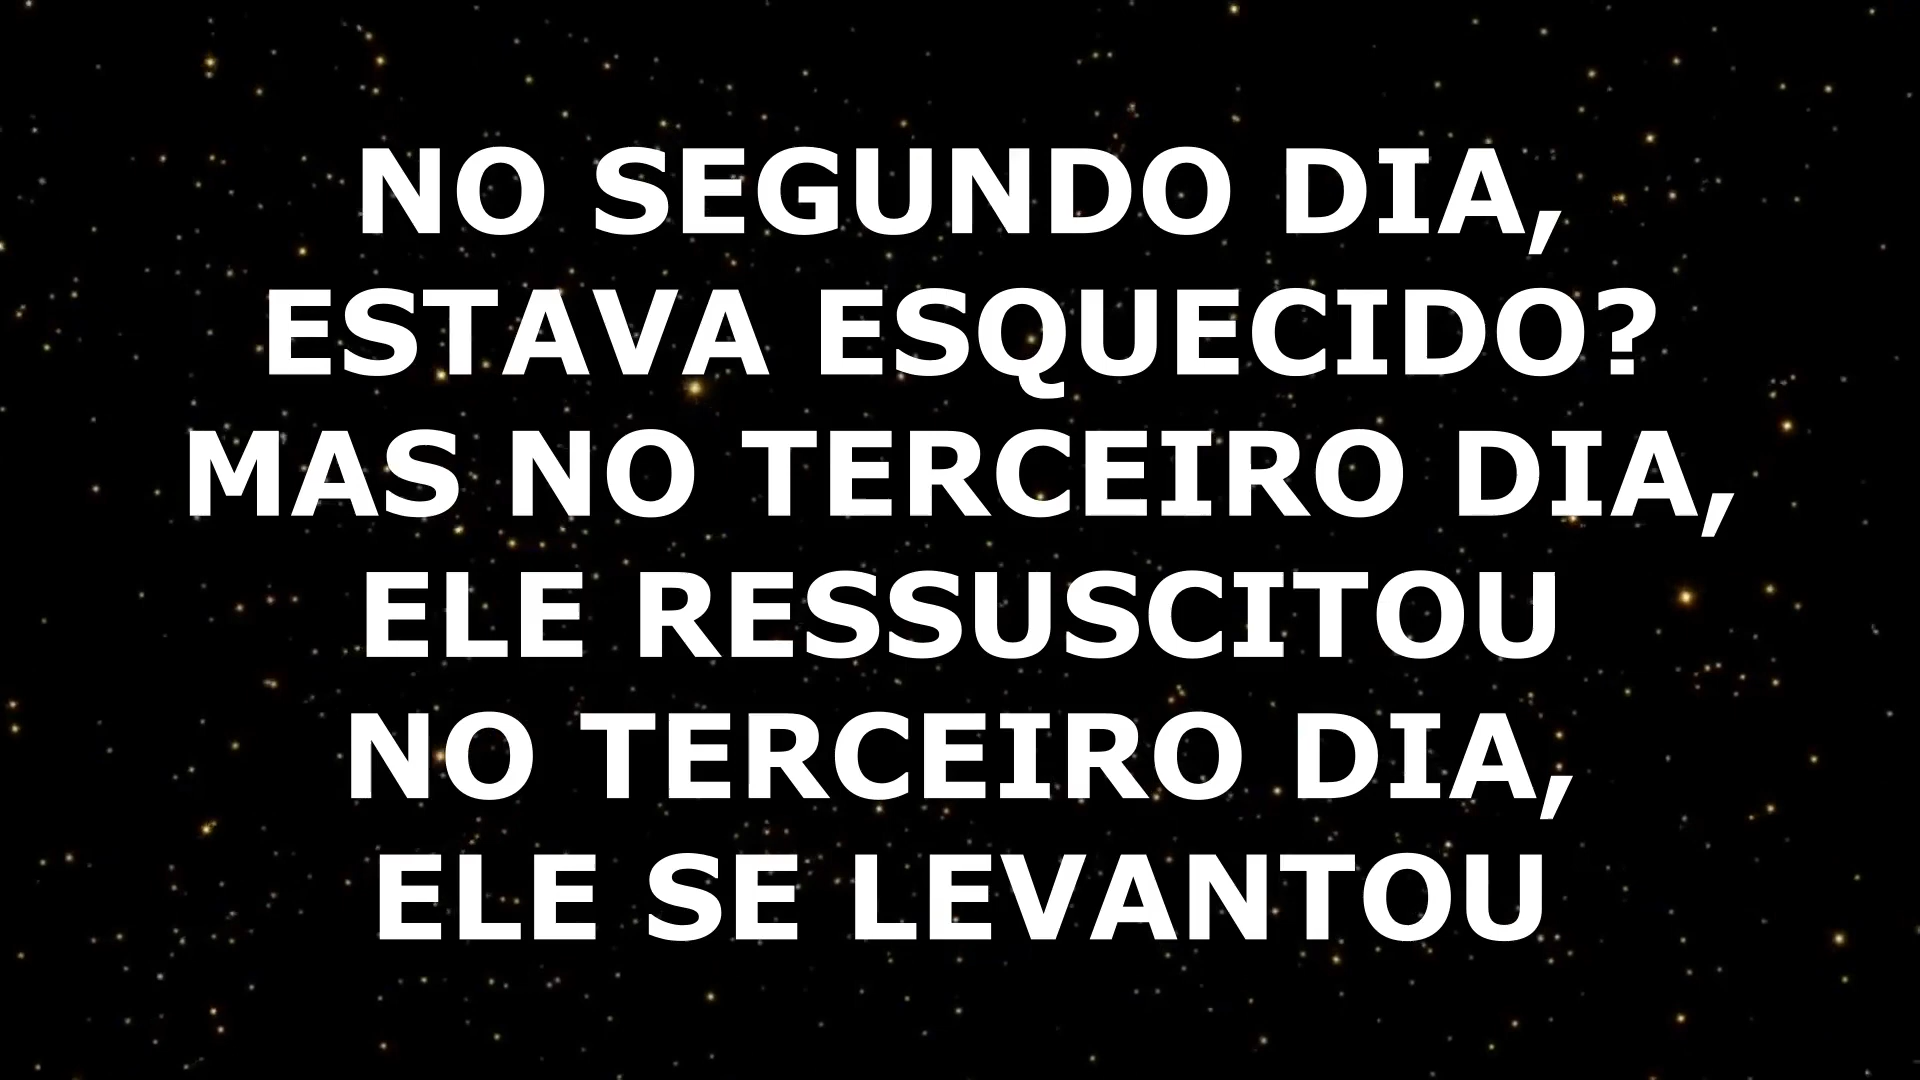 NO SEGUNDO DIA,
ESTAVA ESQUECIDO?
MAS NO TERCEIRO DIA,
ELE RESSUSCITOU
NO TERCEIRO DIA,
ELE SE LEVANTOU